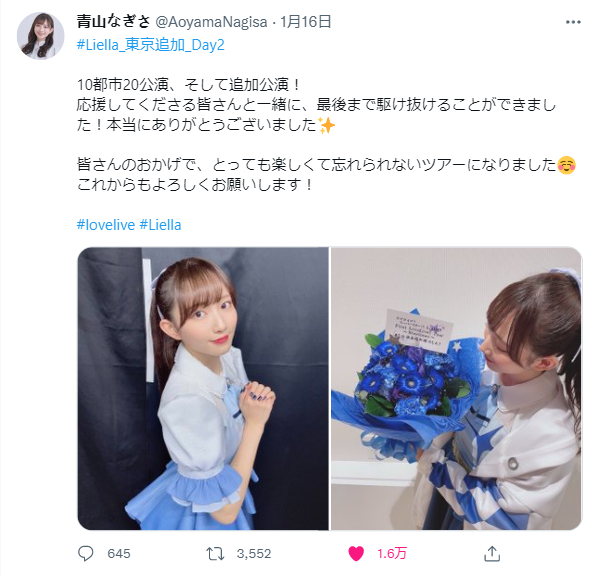 青山なぎさ @AoyamaNagisa · 1月16日
#Liella_東京追加_Day2
10都市20公演、そして追加公演！
応援してくださる皆さんと一緒に、最後まで駆け抜けることができまし
た！本当にありがとうございました✨
皆さんのおかげで、とっても楽しくて忘れられないツアーになりました☺️
これからもよろしくお願いします！
#lovelive #Liella
645
3,552
1.6万